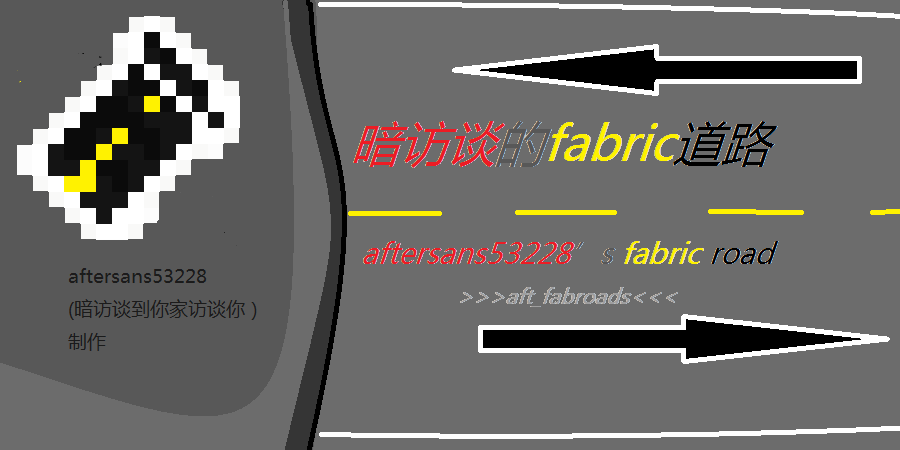 暗访谈的fabric道路
aftersans53228”s fabric road
>>>aft_fabroads<<<
aftersans53228
(暗访谈到你家访谈你）
制作